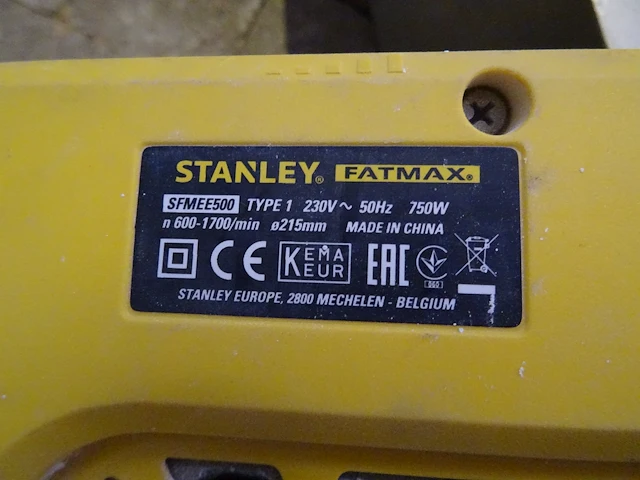 STANLEY® FATMAX®
SFMEE500 TYPE 1 230V~ 50Hz 750W
n 600-1700/min ø215mm MADE IN CHINA
CE KEMA KEUR EAC
STANLEY EUROPE, 2800 MECHELEN - BELGIUM